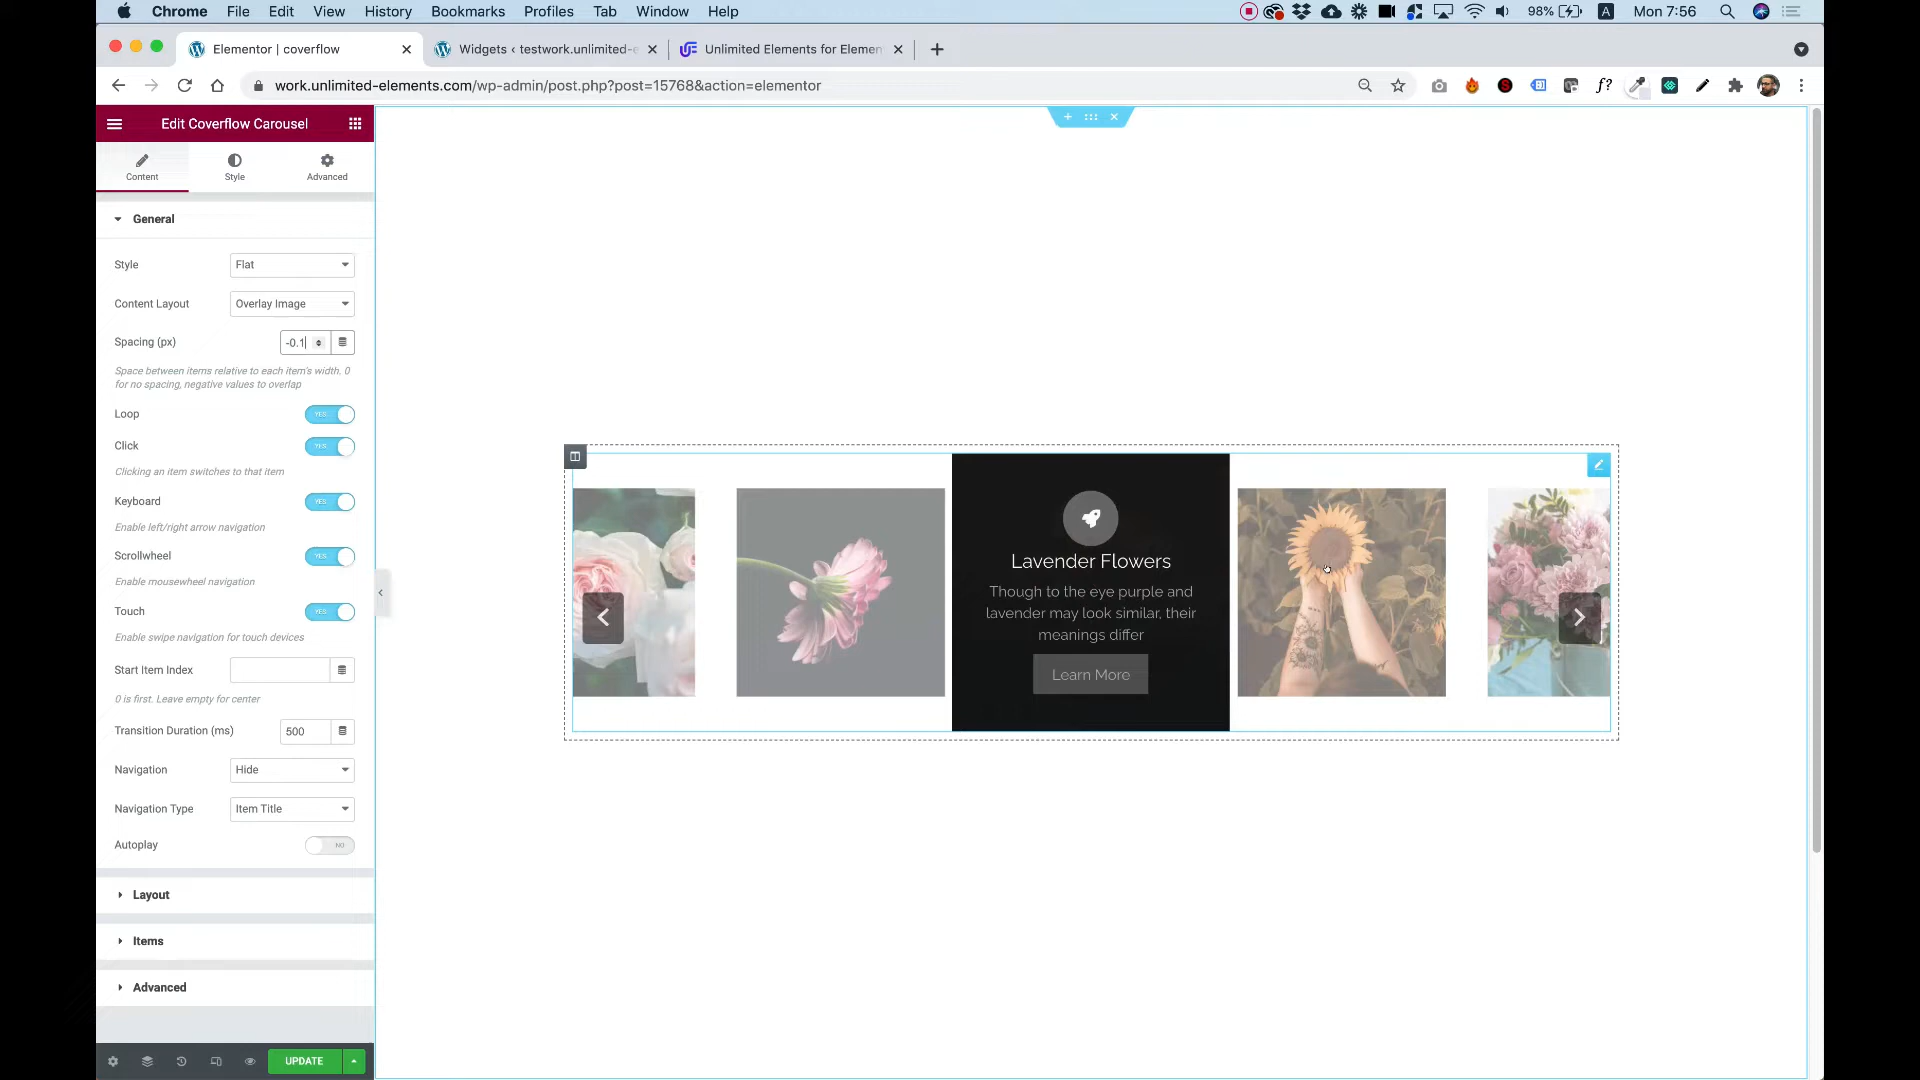 Chrome File Edit View History Bookmarks Profiles Tab Window Help 98% A Mon 7:56
Elementor | coverflow
Widgets ‹ testwork.unlimited-e
Unlimited Elements for Elemen
work.unlimited-elements.com/wp-admin/post.php?post=15768&action=elementor
Edit Coverflow Carousel
Content Style Advanced
General
Style Flat
Content Layout Overlay Image
Spacing (px) -0.1
Space between items relative to each item's width. 0
for no spacing, negative values to overlap
Loop YES
Click YES
Clicking an item switches to that item
Keyboard YES
Enable left/right arrow navigation
Scrollwheel YES
Enable mousewheel navigation
Touch YES
Enable swipe navigation for touch devices
Start Item Index
0 is first. Leave empty for center
Transition Duration (ms) 500
Navigation Hide
Navigation Type Item Title
Autoplay NO
Layout
Items
Advanced
UPDATE
Lavender Flowers
Though to the eye purple and
lavender may look similar, their
meanings differ
Learn More